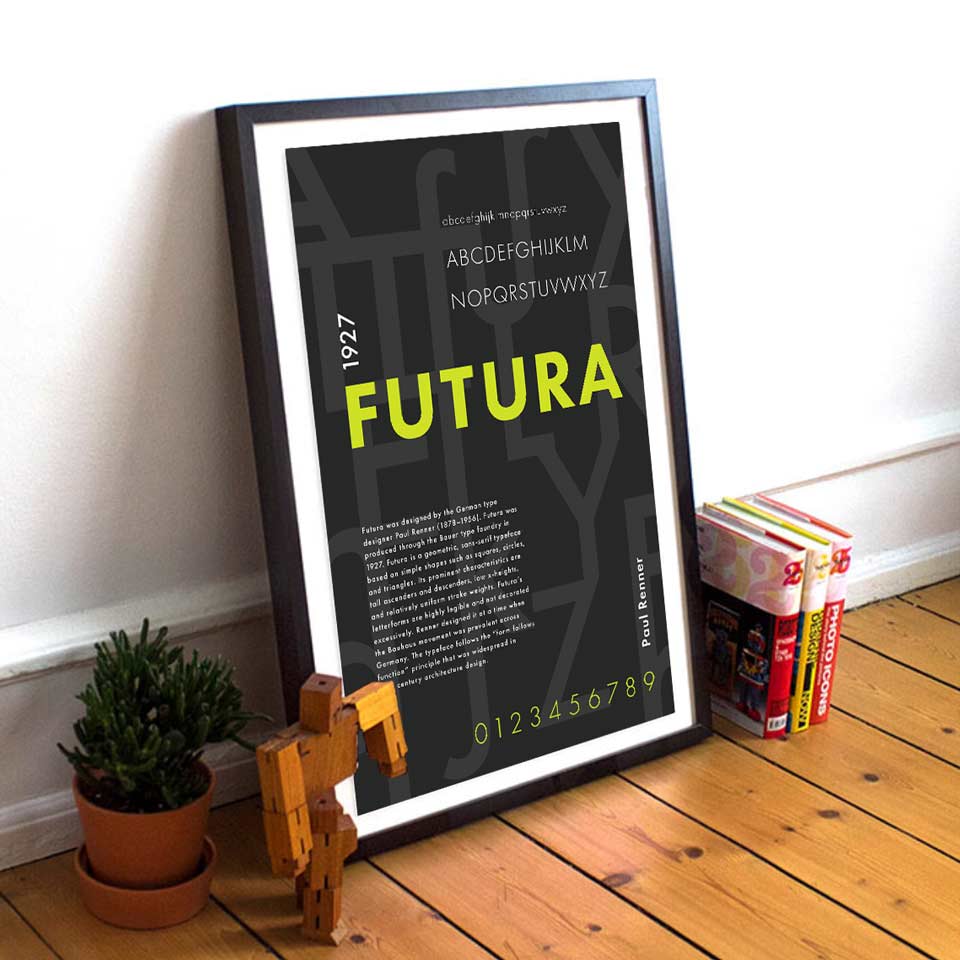 abcdefghijk mnopqrstuvwxyz
ABCDEFGHIJKLM
NOPQRSTUVWXYZ
1927
FUTURA
Futura was designed by the German type
designer Paul Renner (1878–1956). Futura was
produced through the Bauer type foundry in
1927. Futura is a geometric, sans-serif typeface
based on simple shapes such as squares, circles,
and triangles. Its prominent characteristics are
tall ascenders and descenders, low x-heights,
and relatively uniform stroke weights. Futura's
letterforms are highly legible and not decorated
excessively. Renner designed it at a time when
the Bauhaus movement was prevalent across
Germany. The typeface follows the "form follows
function" principle that was widespread in
century architecture design.
Paul Renner
0123456789
DESIGN NOW
PHOTO ICONS